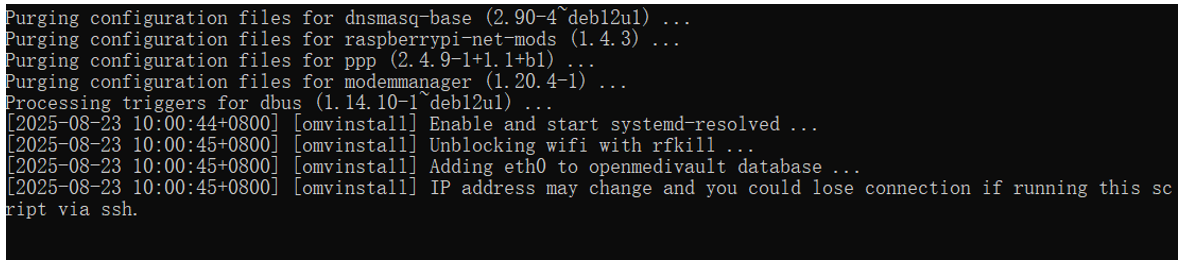 Purging configuration files for dnsmasq-base (2.90-4~deb12u1) ...
Purging configuration files for raspberrypi-net-mods (1.4.3) ...
Purging configuration files for ppp (2.4.9-1+1.1+b1) ...
Purging configuration files for modemmanager (1.20.4-1) ...
Processing triggers for dbus (1.14.10-1~deb12u1) ...
[2025-08-23 10:00:44+0800] [omvinstall] Enable and start systemd-resolved ...
[2025-08-23 10:00:45+0800] [omvinstall] Unblocking wifi with rfkill ...
[2025-08-23 10:00:45+0800] [omvinstall] Adding eth0 to openmedivault database ...
[2025-08-23 10:00:45+0800] [omvinstall] IP address may change and you could lose connection if running this sc
ript via ssh.